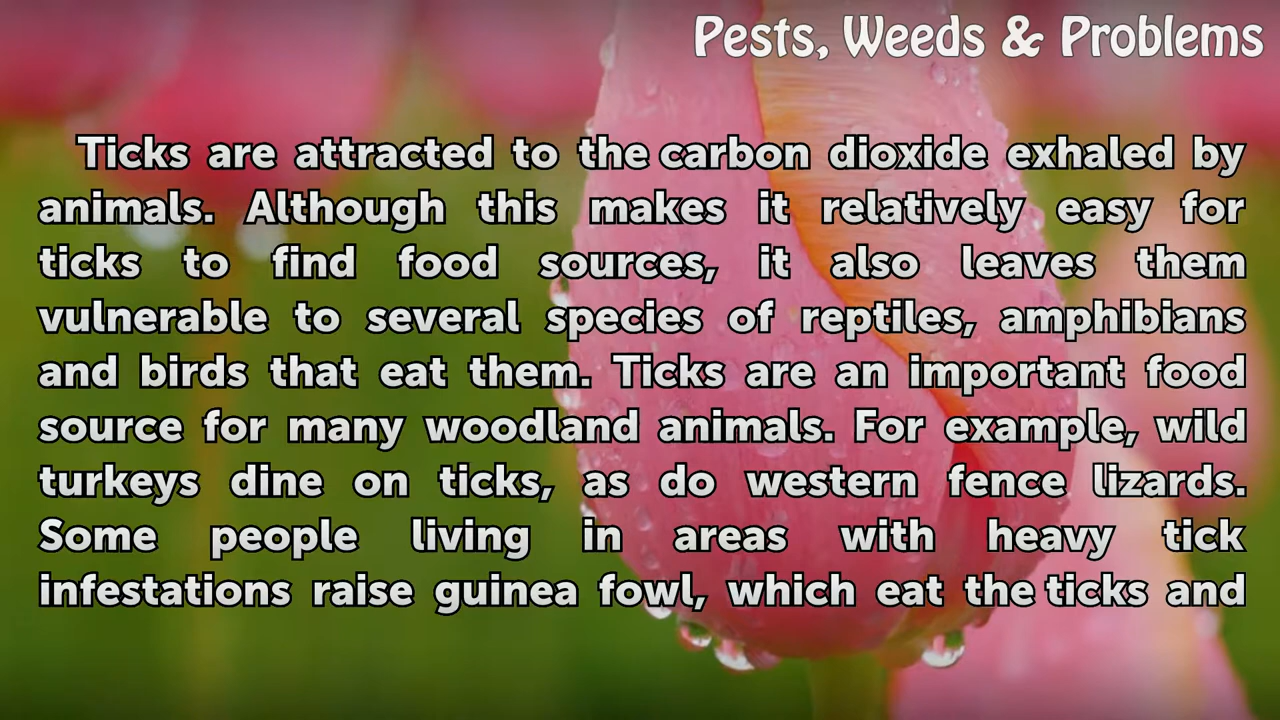 Pests, Weeds & Problems
Ticks are attracted to the carbon dioxide exhaled by
animals. Although this makes it relatively easy for
ticks to find food sources, it also leaves them
vulnerable to several species of reptiles, amphibians
and birds that eat them. Ticks are an important food
source for many woodland animals. For example, wild
turkeys dine on ticks, as do western fence lizards.
Some people living in areas with heavy tick
infestations raise guinea fowl, which eat the ticks and